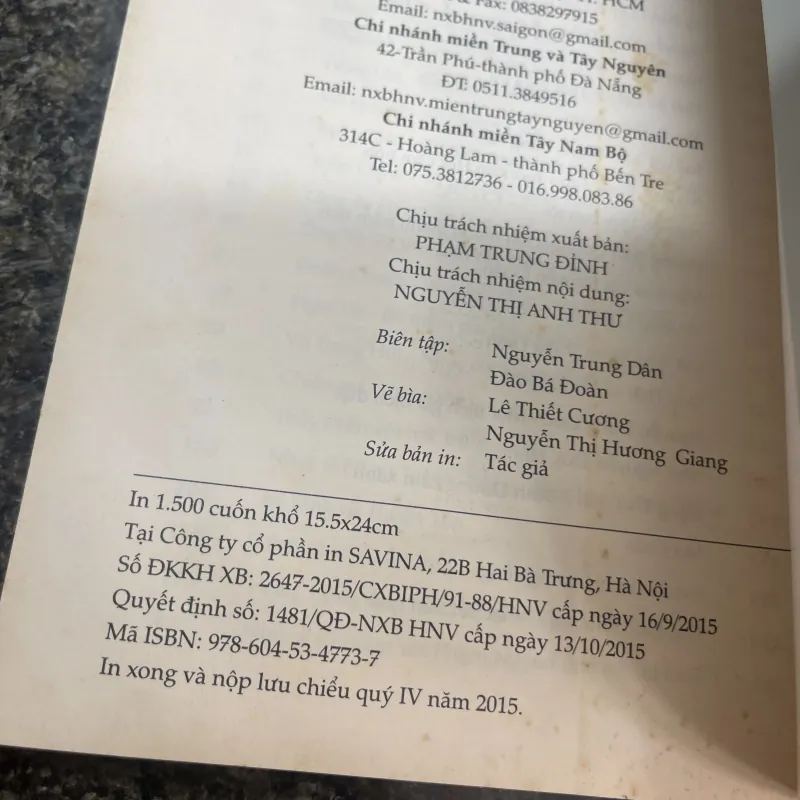 HCM
& Fax: 0838297915
Email: nxbhnv.saigon@gmail.com
Chi nhánh miền Trung và Tây Nguyên
42-Trần Phú-thành phố Đà Nẵng
ĐT: 0511.3849516
Email: nxbhnv.mientrungtaynguyen@gmail.com
Chi nhánh miền Tây Nam Bộ
314C - Hoàng Lam - thành phố Bến Tre
Tel: 075.3812736 - 016.998.083.86
Chịu trách nhiệm xuất bản:
PHẠM TRUNG ĐỈNH
Chịu trách nhiệm nội dung:
NGUYỄN THỊ ANH THƯ
Biên tập: Nguyễn Trung Dân
Đào Bá Đoàn
Vẽ bìa: Lê Thiết Cương
Nguyễn Thị Hương Giang
Sửa bản in: Tác giả
In 1.500 cuốn khổ 15.5x24cm
Tại Công ty cổ phần in SAVINA, 22B Hai Bà Trưng, Hà Nội
Số ĐKKH XB: 2647-2015/CXBIPH/91-88/HNV cấp ngày 16/9/2015
Quyết định số: 1481/QĐ-NXB HNV cấp ngày 13/10/2015
Mã ISBN: 978-604-53-4773-7
In xong và nộp lưu chiểu quý IV năm 2015.